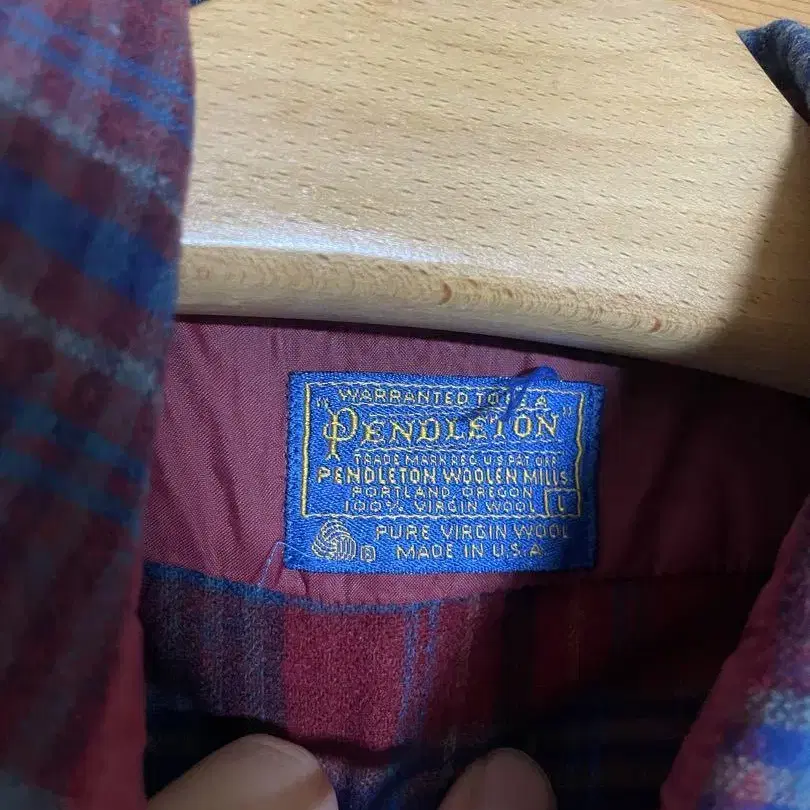 WARRANTED TO BE A
"PENDLETON"
TRADE MARK REG. U.S. PAT. OFF.
PENDLETON WOOLEN MILLS
PORTLAND, OREGON
100% VIRGIN WOOL L
PURE VIRGIN WOOL
® MADE IN U.S.A.